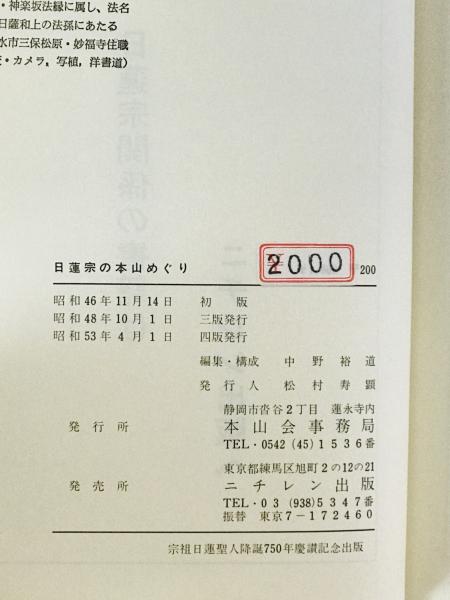 ・神楽坂法縁に属し、法名
日薩和上の法孫にあたる
水市三保松原・妙福寺住職
・カメラ，写植，洋書道）
日蓮宗の本山めぐり
2000
200
昭和46年11月14日 初版
昭和48年10月1日 三版発行
昭和53年4月1日 四版発行
編集・構成 中野裕道
発行人 松村寿顕
静岡市沓谷2丁目 蓮永寺内
発行所 本山会事務局
TEL・0542（45）1536番
東京都練馬区旭町2の12の21
発売所 ニチレン出版
TEL・03（938）5347番
振替 東京7－172460
宗祖日蓮聖人降誕750年慶讃記念出版